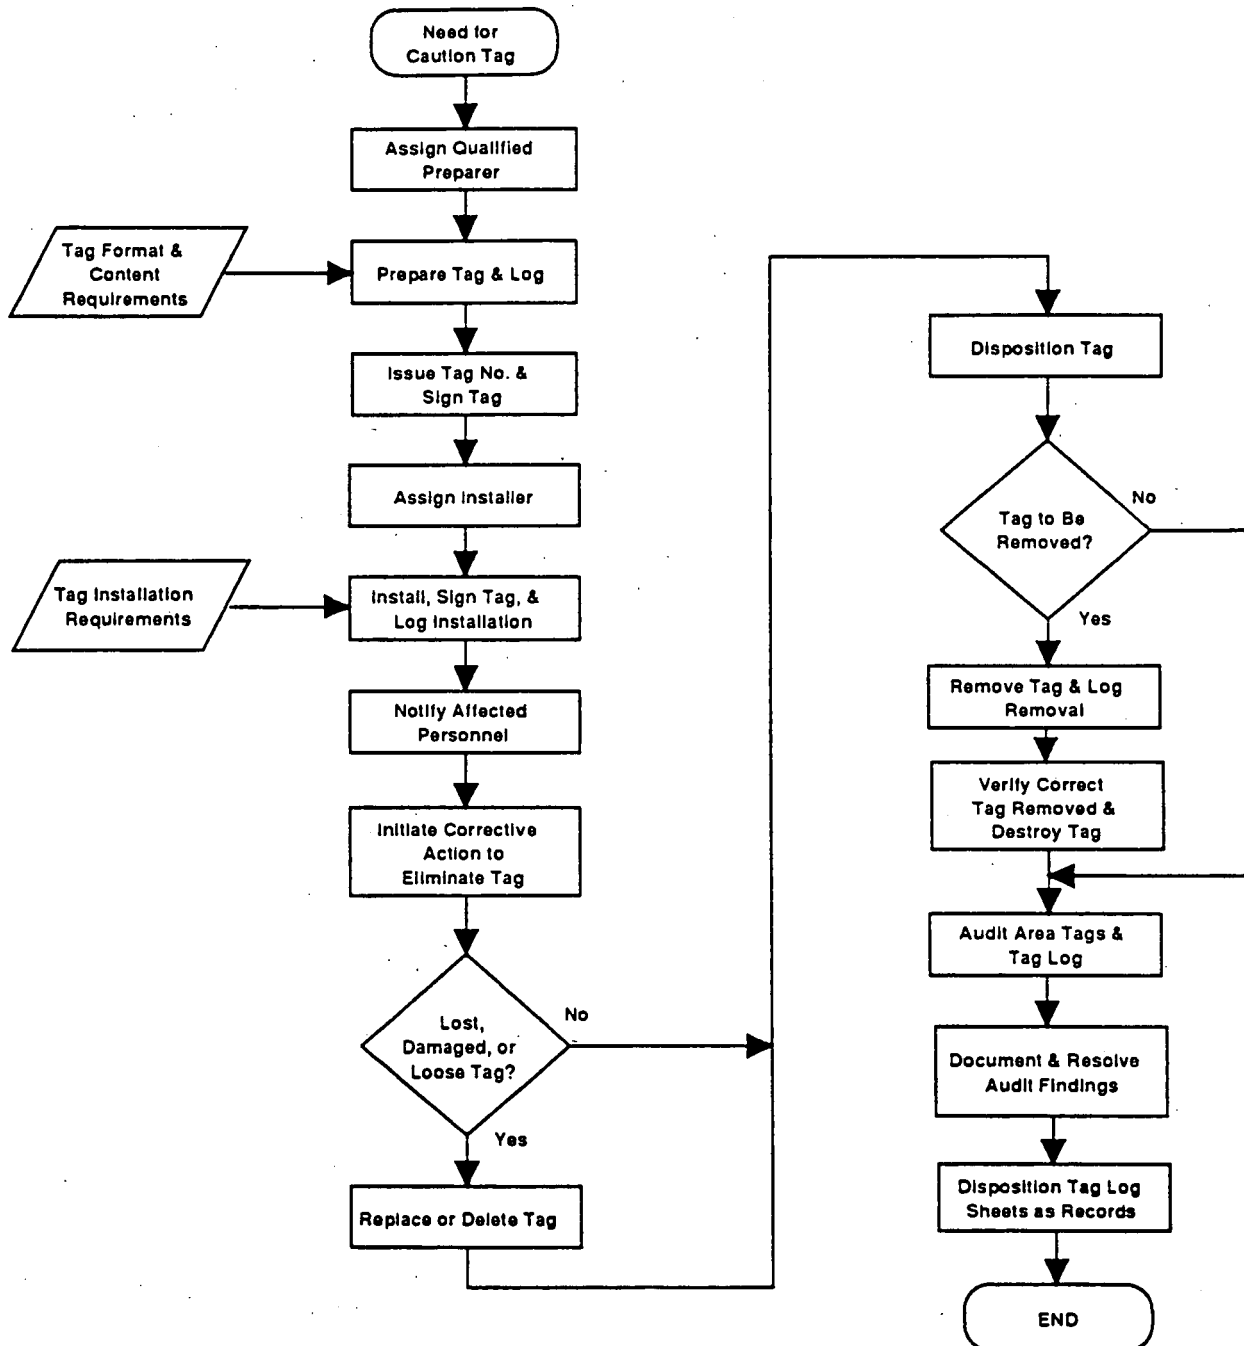 Need for
Caution Tag
Assign Qualified
Preparer
Tag Format &
Content
Requirements
Prepare Tag & Log
Issue Tag No. &
Sign Tag
Assign Installer
Tag Installation
Requirements
Install, Sign Tag, &
Log Installation
Notify Affected
Personnel
Initiate Corrective
Action to
Eliminate Tag
Lost,
Damaged, or
Loose Tag?
No
Yes
Replace or Delete Tag
Disposition Tag
Tag to Be
Removed?
No
Yes
Remove Tag & Log
Removal
Verify Correct
Tag Removed &
Destroy Tag
Audit Area Tags &
Tag Log
Document & Resolve
Audit Findings
Disposition Tag Log
Sheets as Records
END